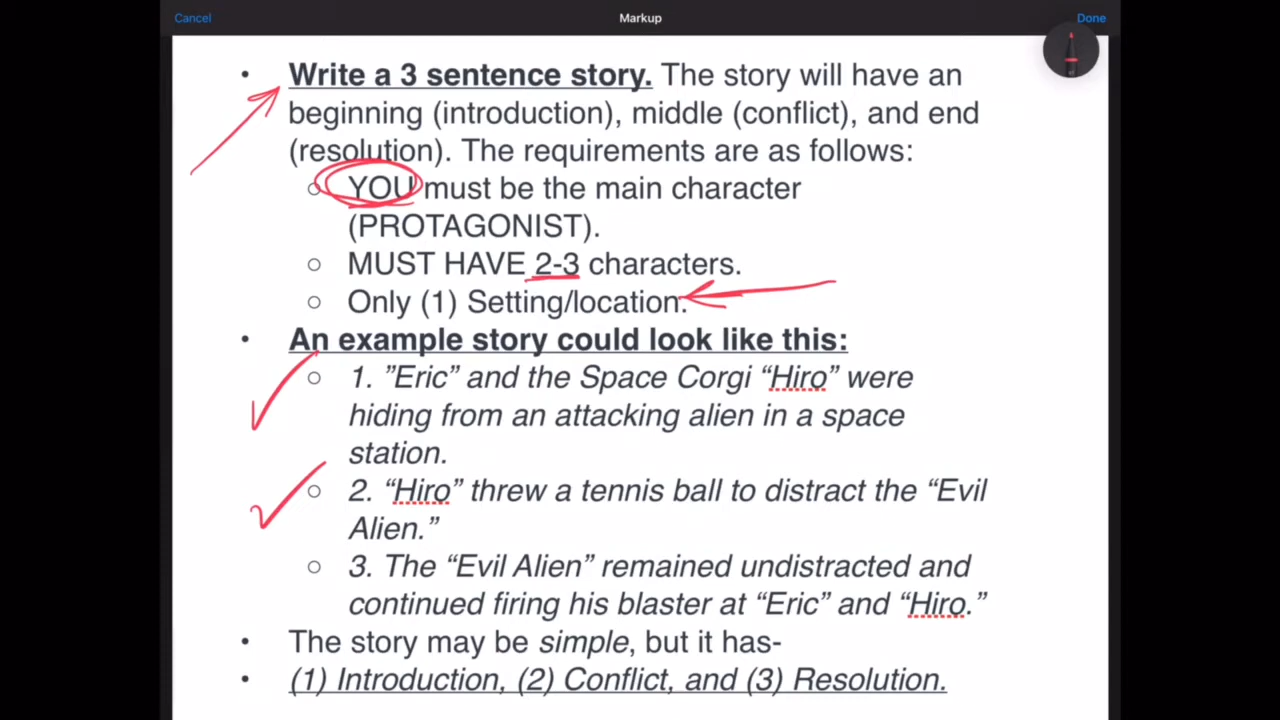 Cancel
Markup
Done
• Write a 3 sentence story. The story will have an
beginning (introduction), middle (conflict), and end
(resolution). The requirements are as follows:
○ YOU must be the main character
(PROTAGONIST).
○ MUST HAVE 2-3 characters.
○ Only (1) Setting/location.
• An example story could look like this:
○ 1. ”Eric” and the Space Corgi “Hiro” were
hiding from an attacking alien in a space
station.
○ 2. “Hiro” threw a tennis ball to distract the “Evil
Alien.”
○ 3. The “Evil Alien” remained undistracted and
continued firing his blaster at “Eric” and “Hiro.”
• The story may be simple, but it has-
• (1) Introduction, (2) Conflict, and (3) Resolution.